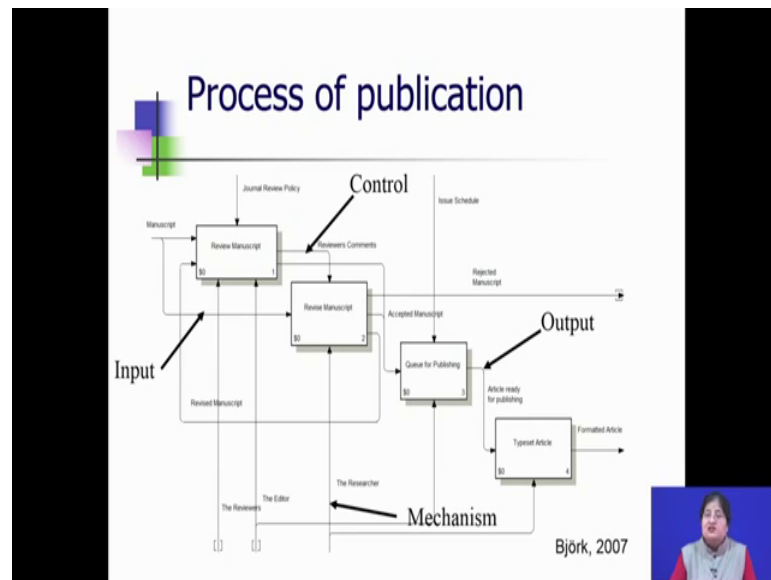 Process of publication
Control
Journal Review Policy
Issue Schedule
Manuscript
Review Manuscript
Reviewers Comments
$0
1
Rejected
Manuscript
Revise Manuscript
Accepted Manuscript
Output
$0
2
Queue for Publishing
Input
Article ready
for publishing
$0
3
Revised Manuscript
Formatted Article
Typeset Article
$0
4
The Researcher
The Editor
The Reviewers
Mechanism
Björk, 2007